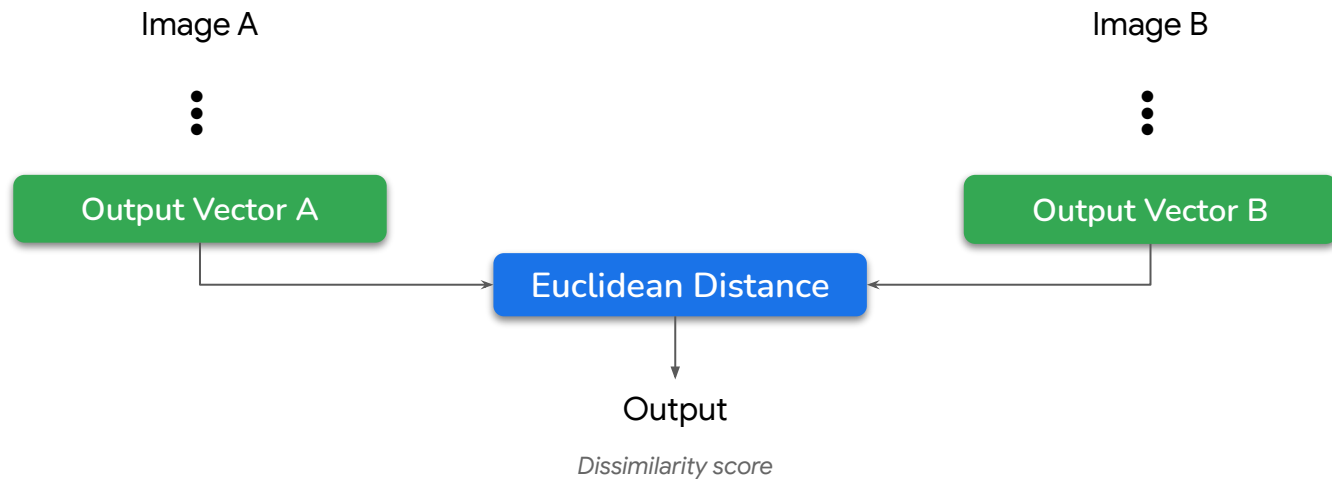 Image A
Image B
Output Vector A
Output Vector B
Euclidean Distance
Output
Dissimilarity score